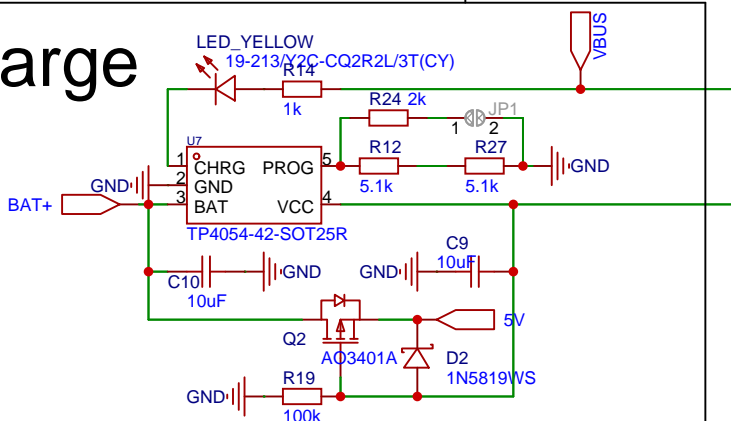 arge
LED_YELLOW
19-213/Y2C-CQ2R2L/3T(CY)
R14
1k
VBUS
R24 2k
JP1
1 2
U7
R12
5.1k
R27
5.1k
GND
1 CHRG PROG 5
GND 2 GND
BAT+ 3 BAT VCC 4
TP4054-42-SOT25R
C10
10uF
GND
GND
C9
10uF
Q2
AO3401A
5V
D2
1N5819WS
GND
R19
100k